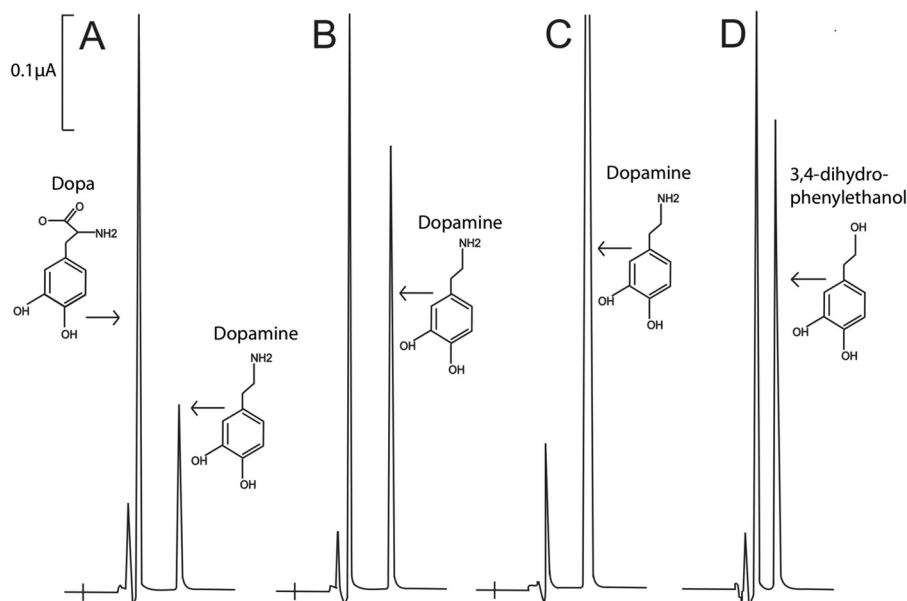 A
B
C
D
0.1µA
Dopa
O
O
NH2
OH
OH
Dopamine
NH2
OH
OH
Dopamine
NH2
OH
OH
Dopamine
NH2
OH
OH
3,4-dihydro-
phenylethanol
OH
OH
OH